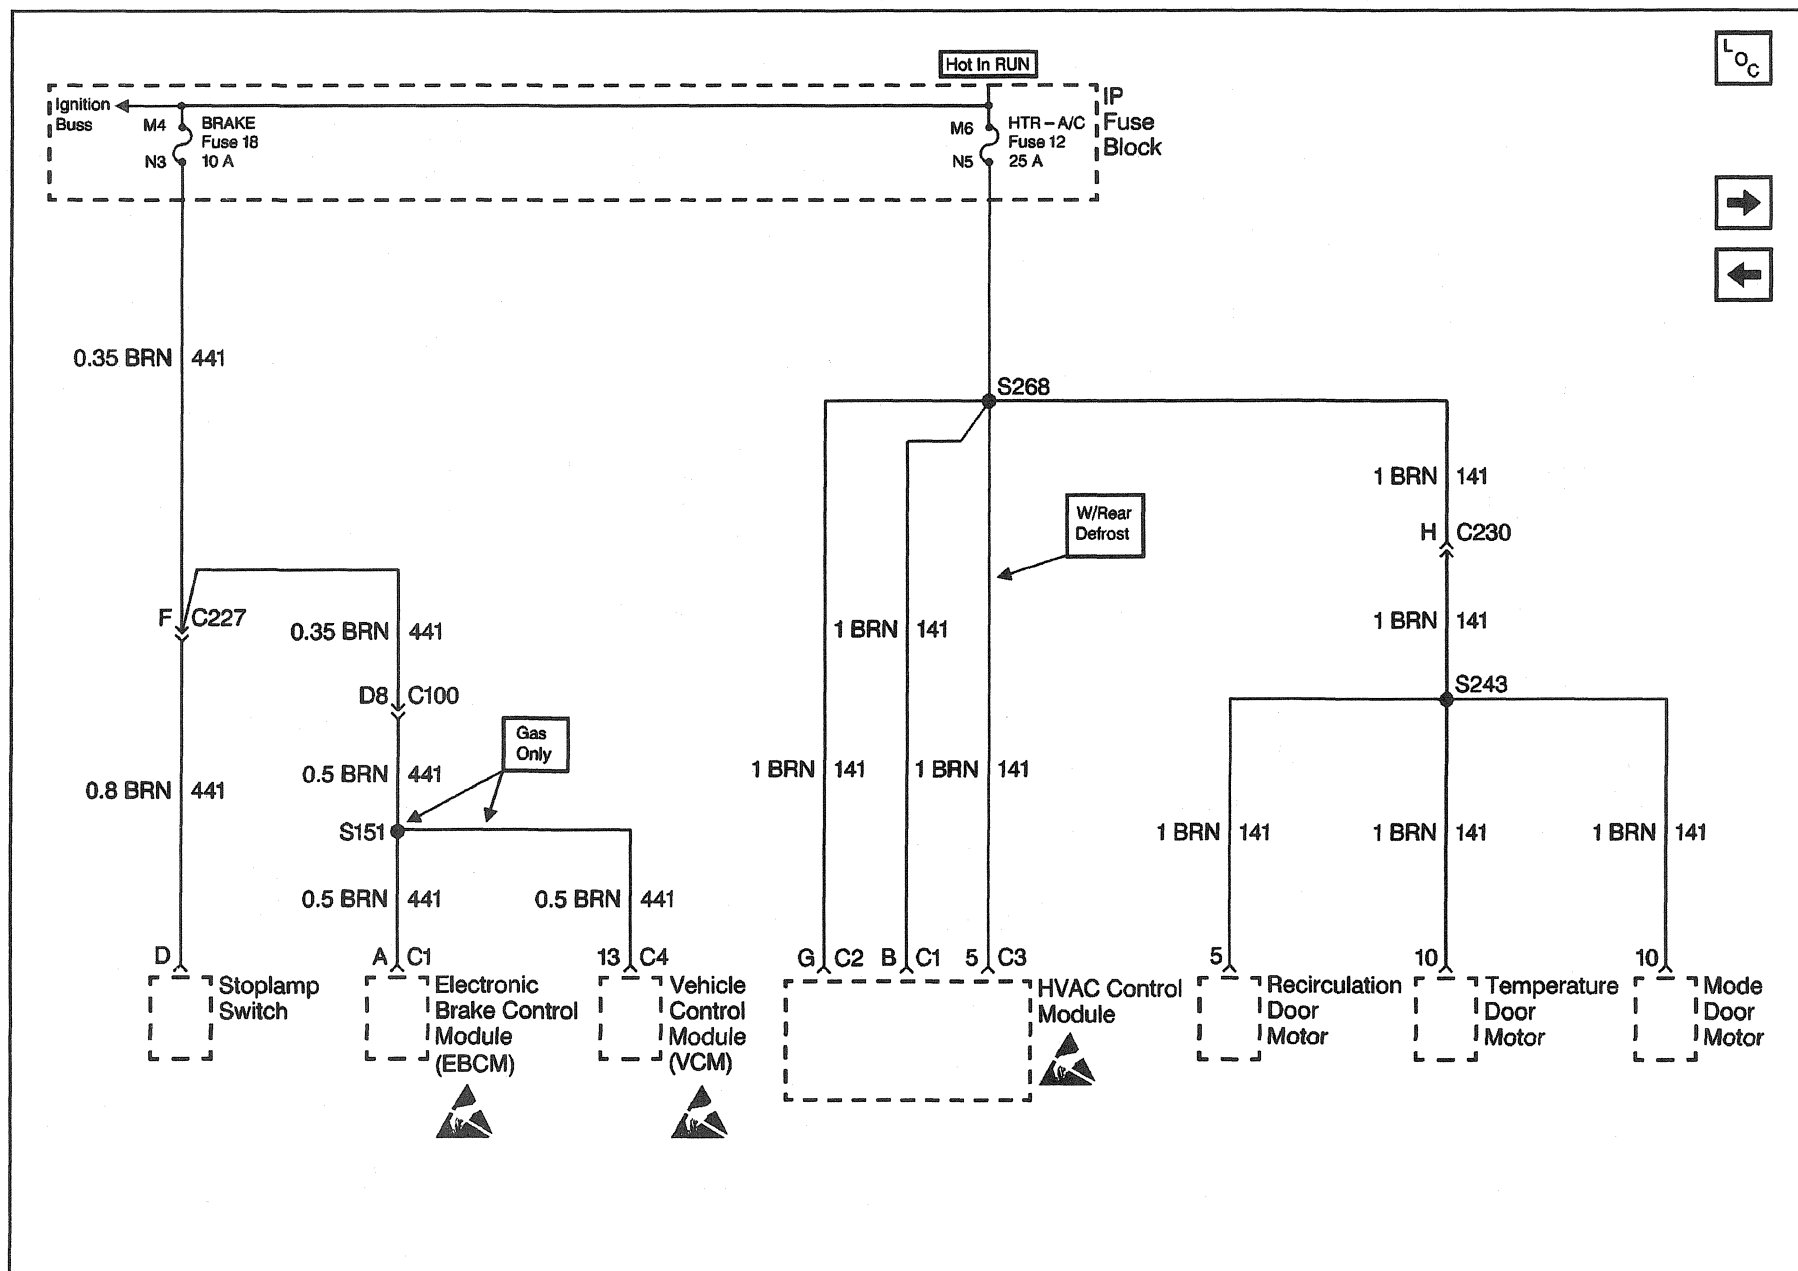 L O C
Hot In RUN
Ignition
Buss
M4
BRAKE
Fuse 18
N3
10 A
M6
HTR – A/C
Fuse 12
N5
25 A
IP
Fuse
Block
0.35 BRN 441
S268
1 BRN 141
W/Rear
Defrost
H C230
F C227
0.35 BRN 441
1 BRN 141
1 BRN 141
D8 C100
S243
Gas
Only
0.8 BRN 441
0.5 BRN 441
1 BRN 141
1 BRN 141
S151
1 BRN 141
1 BRN 141
1 BRN 141
0.5 BRN 441
0.5 BRN 441
D
A C1
13 C4
G C2
B C1
5 C3
5
10
10
Stoplamp
Switch
Electronic
Brake Control
Module
(EBCM)
Vehicle
Control
Module
(VCM)
HVAC Control
Module
Recirculation
Door
Motor
Temperature
Door
Motor
Mode
Door
Motor